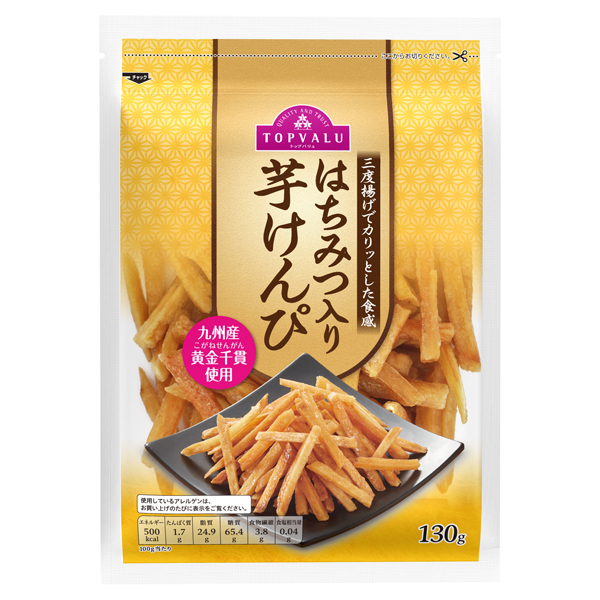 ここからお切りください。
チャック
QUALITY AND TRUST
TOPVALU
トップバリュ
三度揚げでカリッとした食感
はちみつ入り
芋けんぴ
九州産
こがねせんがん
黄金千貫
使用
使用しているアレルゲンは、
お買い上げのたびに表示をご覧ください。
エネルギー たんぱく質 脂質 糖質 食物繊維 食塩相当量
500 kcal 1.7 g 24.9 g 65.4 g 3.8 g 0.04 g
100g当たり
130g